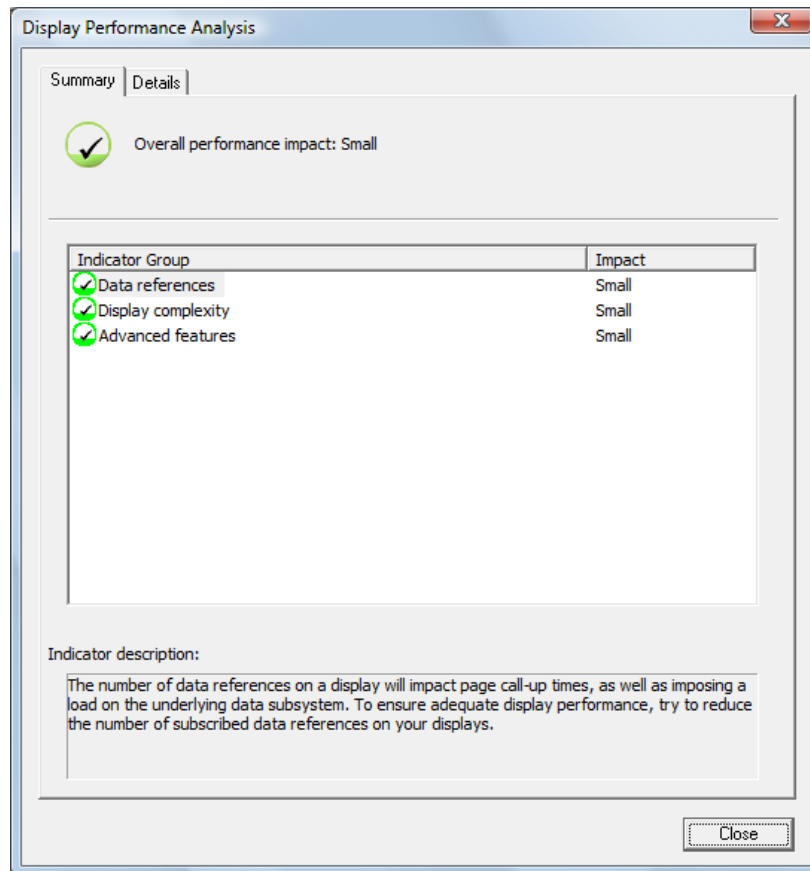 Display Performance Analysis
Summary Details
Overall performance impact: Small
Indicator Group Impact
Data references Small
Display complexity Small
Advanced features Small
Indicator description:
The number of data references on a display will impact page call-up times, as well as imposing a
load on the underlying data subsystem. To ensure adequate display performance, try to reduce
the number of subscribed data references on your displays.
Close